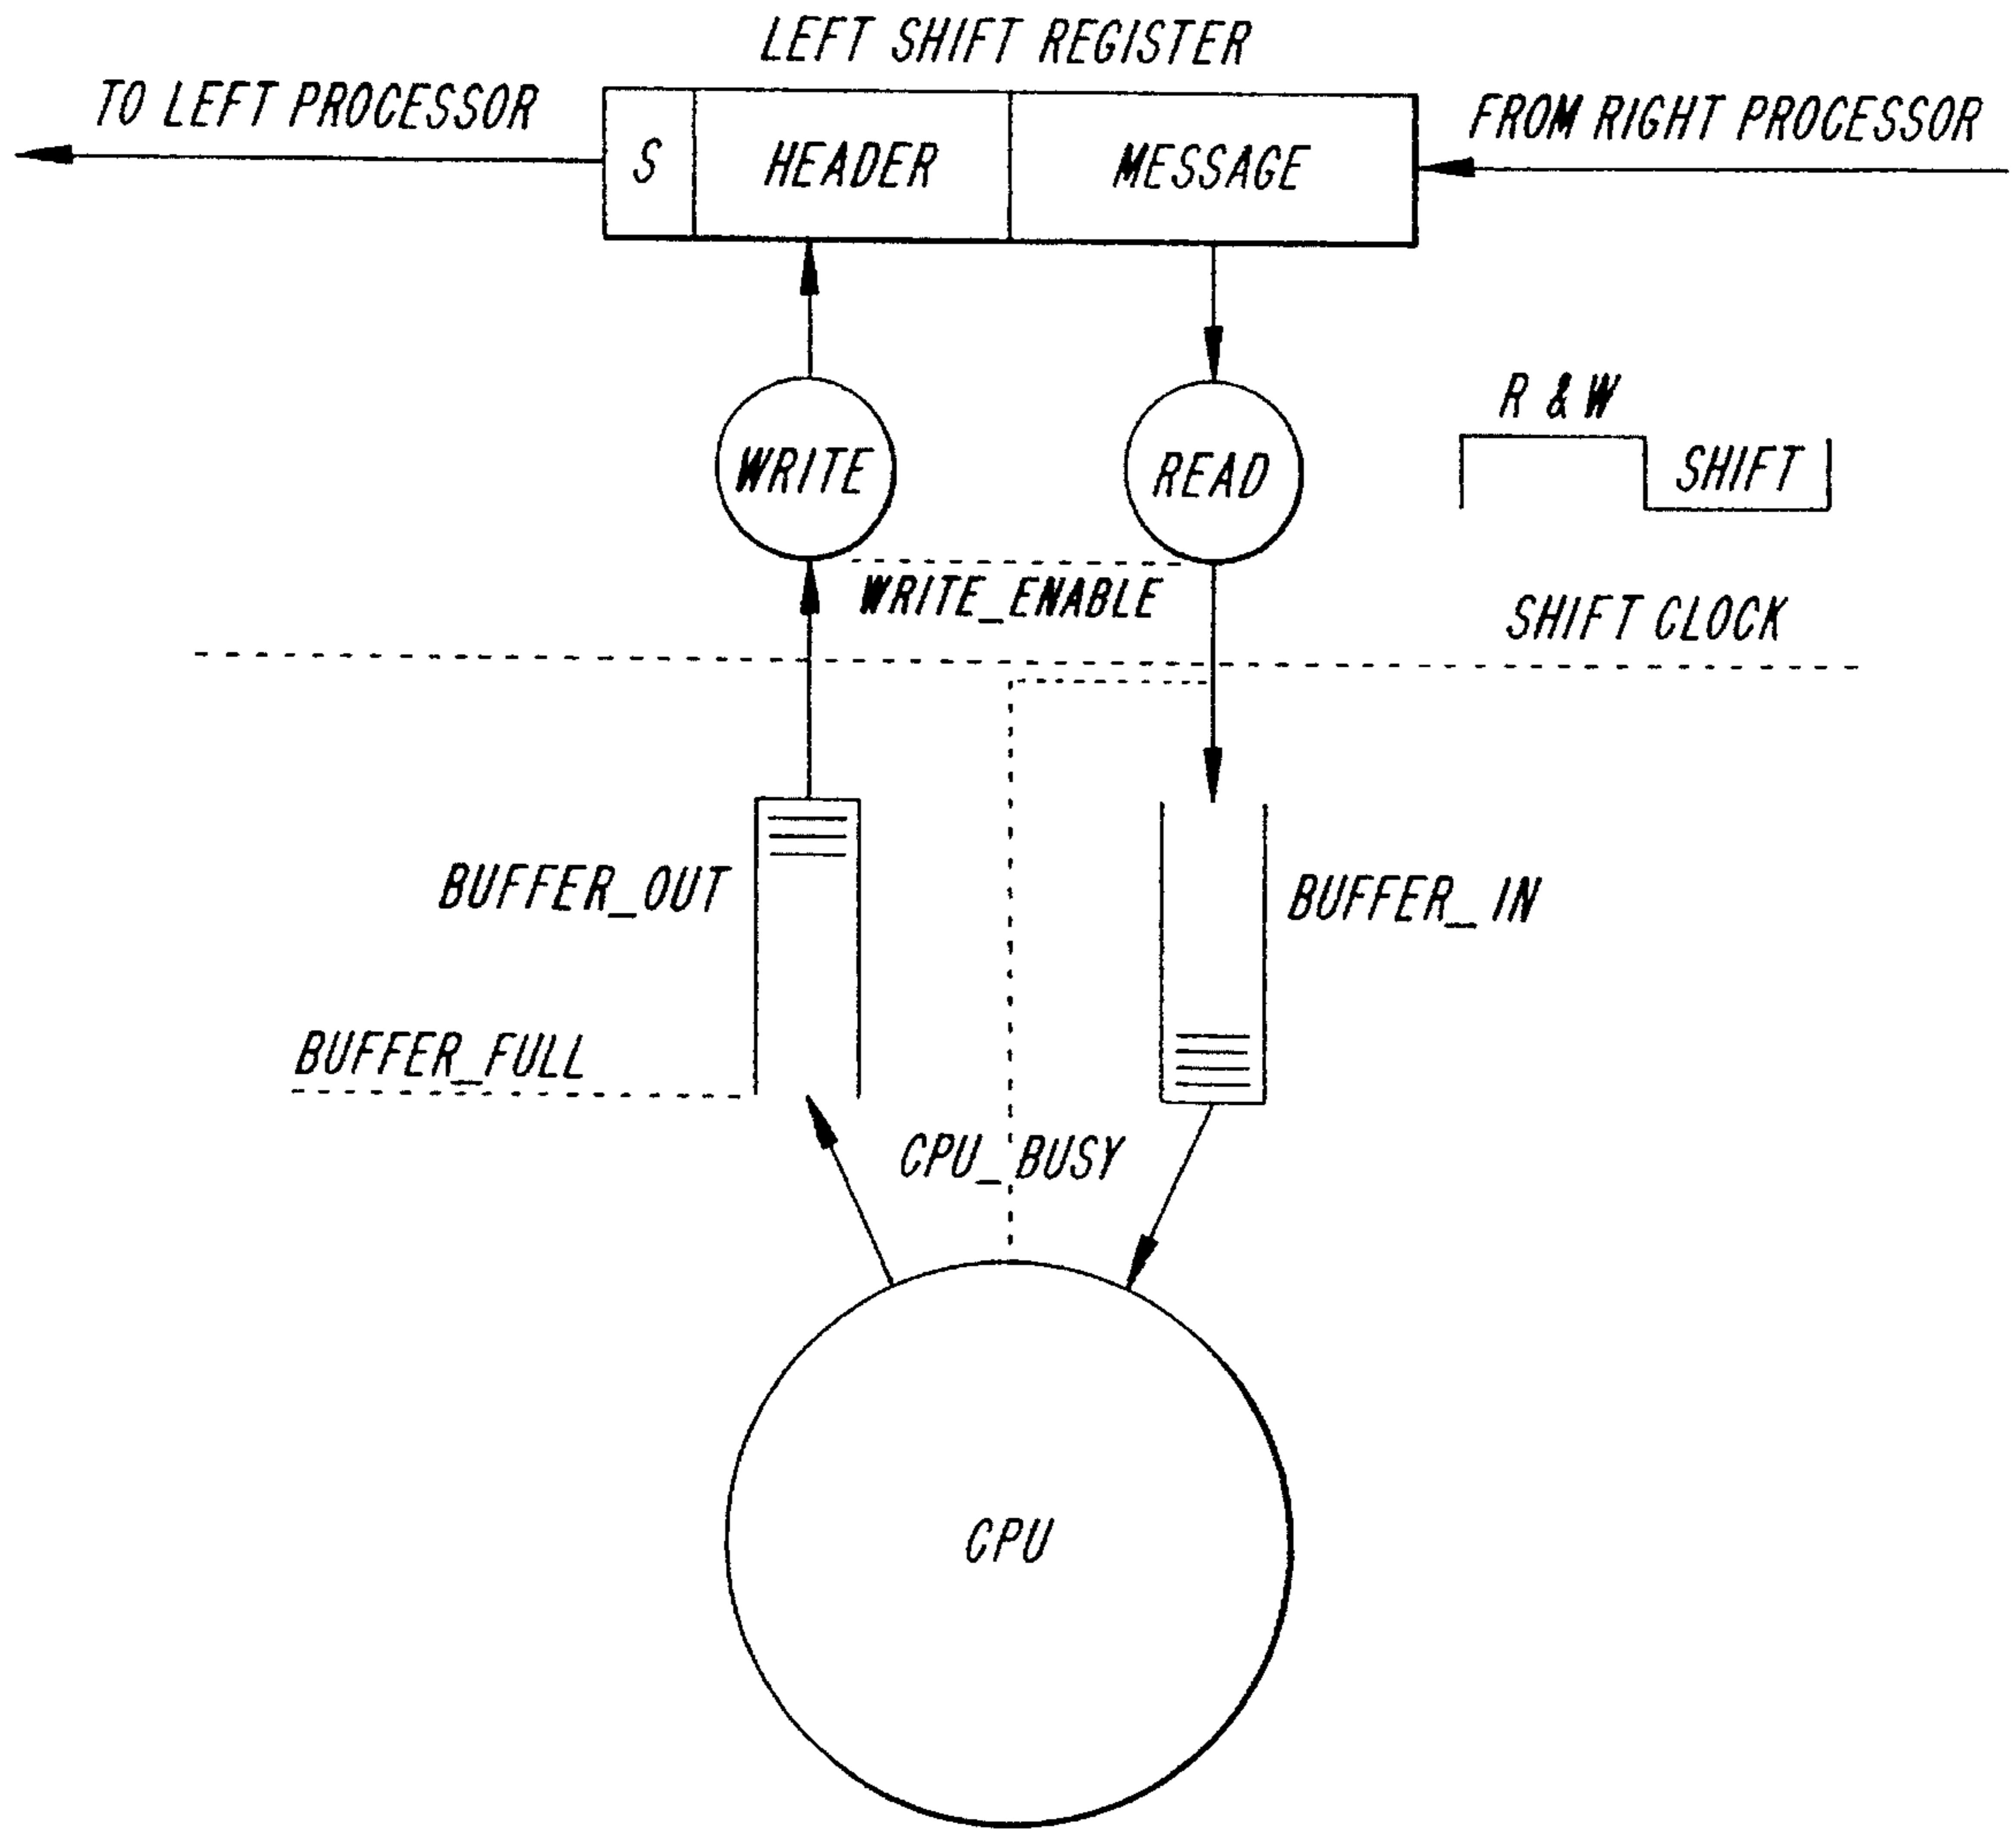 LEFT SHIFT REGISTER
TO LEFT PROCESSOR
FROM RIGHT PROCESSOR
S
HEADER
MESSAGE
R & W
WRITE
READ
SHIFT
WRITE_ENABLE
SHIFT CLOCK
BUFFER_OUT
BUFFER_IN
BUFFER_FULL
CPU_BUSY
CPU